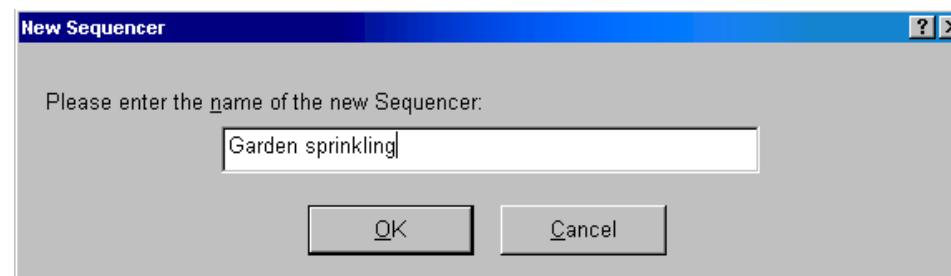 New Sequencer
Please enter the name of the new Sequencer:
Garden sprinkling
OK Cancel